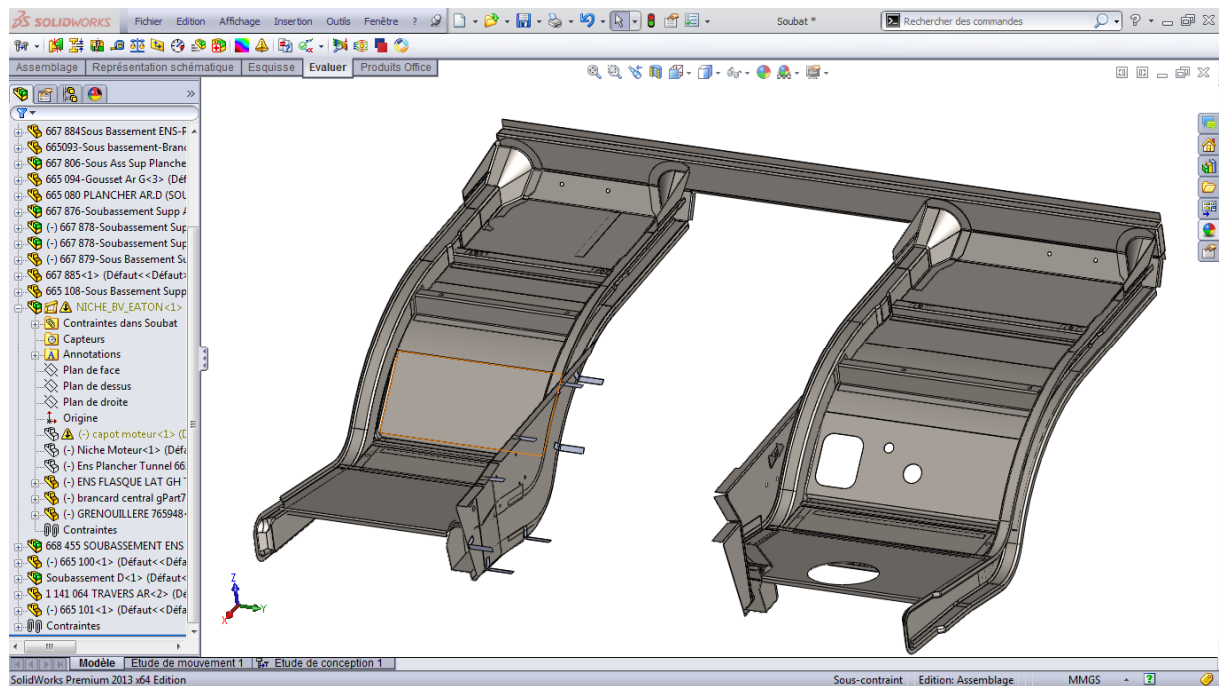 SOLIDWORKS Fichier Edition Affichage Insertion Outils Fenêtre ? Soubat * Rechercher des commandes ?
Assemblage Représentation schématique Esquisse Evaluer Produits Office
667 884Sous Bassement ENS-F
665093-Sous bassement-Bran
667 806-Sous Ass Sup Planche
665 094-Gousset Ar G<3> (Déf
665 080 PLANCHER AR.D (SOU
667 876-Soubassement Supp A
(-) 667 878-Soubassement Sup
(-) 667 878-Soubassement Sup
(-) 667 879-Sous Bassement Su
667 885<1> (Défaut<<Défaut>
665 108-Sous Bassement Supp
NICHE_BV_EATON<1>
Contraintes dans Soubat
Capteurs
A Annotations
Plan de face
Plan de dessus
Plan de droite
Origine
(-) capot moteur<1> (D
(-) Niche Moteur<1> (Défa
(-) Ens Plancher Tunnel 66
(-) ENS FLASQUE LAT GH
(-) brancard central gPart7
(-) GRENOUILLERE 765948
Contraintes
668 455 SOUBASSEMENT ENS
(-) 665 100<1> (Défaut<<Défa
Soubassement D<1> (Défaut<
1 141 064 TRAVERS AR<2> (Dé
(-) 665 101<1> (Défaut<<Défa
Contraintes
Z
Y
X
Modèle Etude de mouvement 1 Etude de conception 1
SolidWorks Premium 2013 x64 Edition Sous-contraint Edition: Assemblage MMGS ?